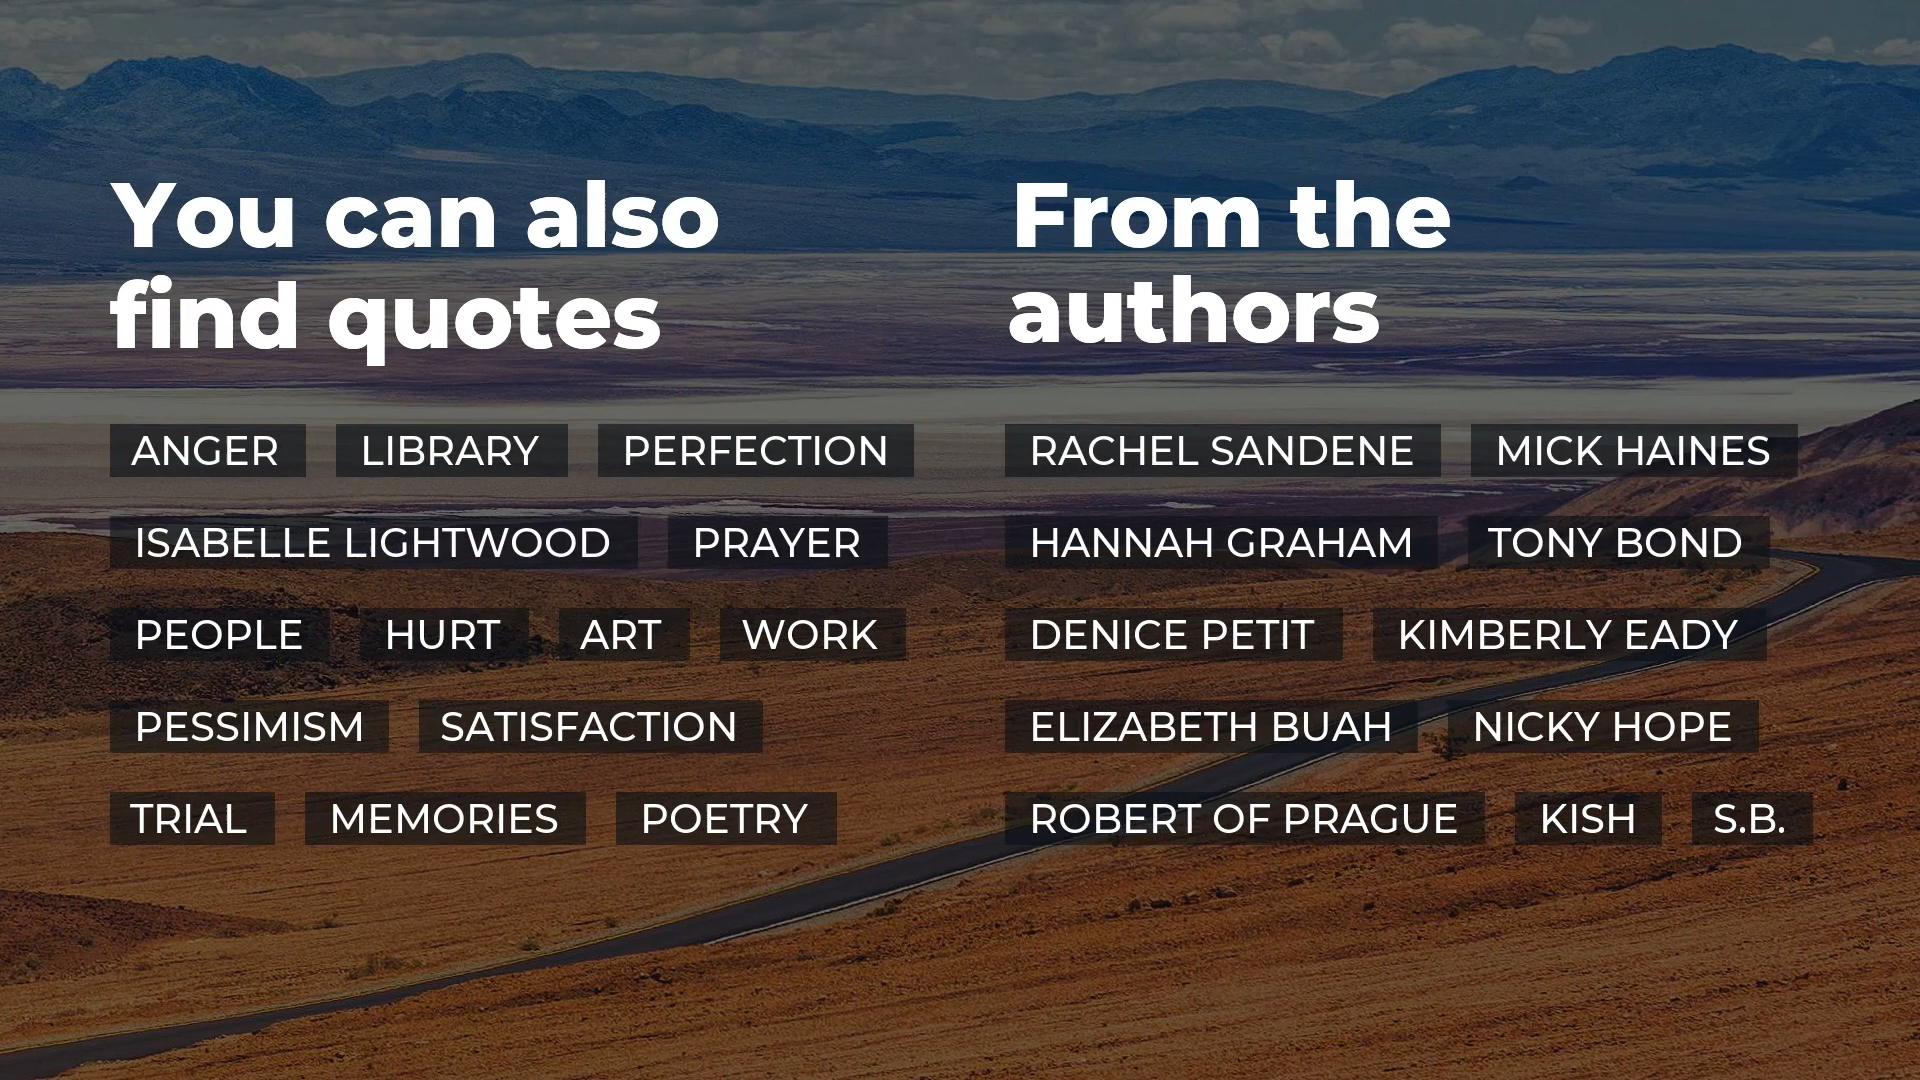 You can also
find quotes
ANGER LIBRARY PERFECTION
ISABELLE LIGHTWOOD PRAYER
PEOPLE HURT ART WORK
PESSIMISM SATISFACTION
TRIAL MEMORIES POETRY
From the
authors
RACHEL SANDENE MICK HAINES
HANNAH GRAHAM TONY BOND
DENICE PETIT KIMBERLY EADY
ELIZABETH BUAH NICKY HOPE
ROBERT OF PRAGUE KISH S.B.